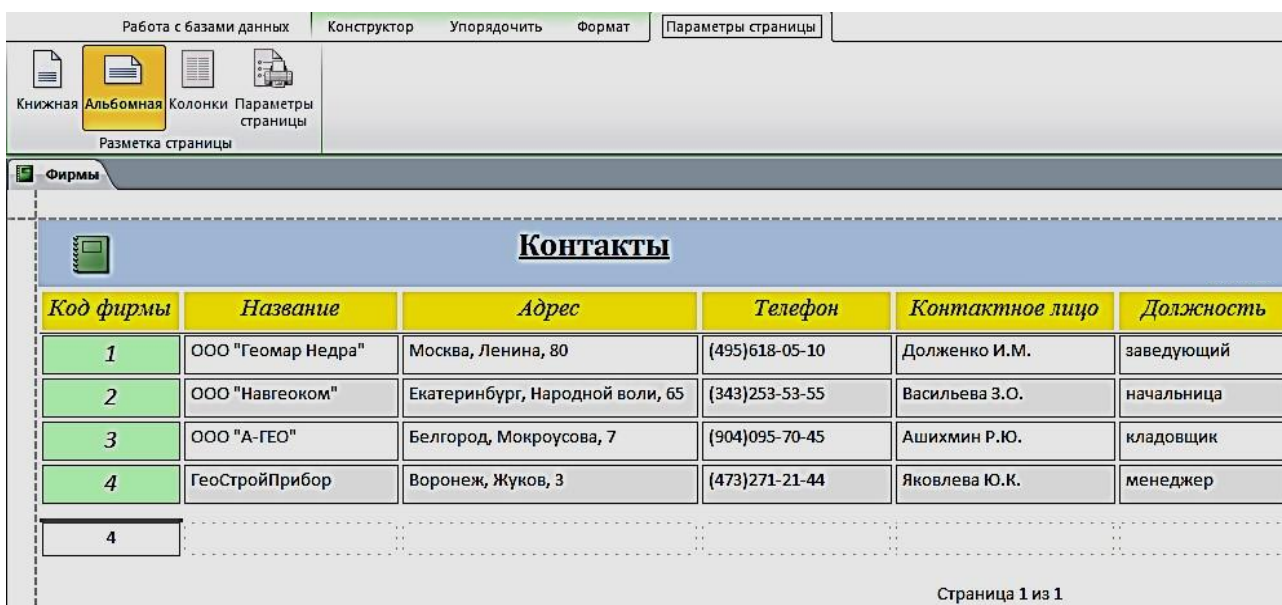 Работа с базами данных Конструктор Упорядочить Формат Параметры страницы
Книжная Альбомная Колонки Параметры страницы
Разметка страницы
Фирмы
Контакты
Код фирмы Название Адрес Телефон Контактное лицо Должность
1 ООО "Геомар Недра" Москва, Ленина, 80 (495)618-05-10 Долженко И.М. заведующий
2 ООО "Навгеоком" Екатеринбург, Народной воли, 65 (343)253-53-55 Васильева З.О. начальница
3 ООО "А-ГЕО" Белгород, Мокроусова, 7 (904)095-70-45 Ашихмин Р.Ю. кладовщик
4 ГеоСтройПрибор Воронеж, Жуков, 3 (473)271-21-44 Яковлева Ю.К. менеджер
4
Страница 1 из 1